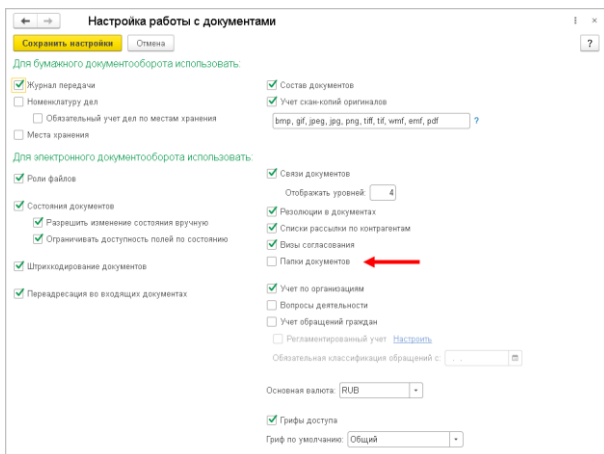 Настройка работы с документами
Сохранить настройки Отмена ?
Для бумажного документооборота использовать:
Журнал передачи
Номенклатуру дел
Обязательный учет дел по местам хранения
Места хранения
Состав документов
Учет скан-копий оригиналов
bmp, gif, jpeg, jpg, png, tiff, tif, wmf, emf, pdf ?
Для электронного документооборота использовать:
Роли файлов
Состояния документов
Разрешить изменение состояния вручную
Ограничивать доступность полей по состоянию
Штрихкодирование документов
Переадресация во входящих документах
Связи документов
Отображать уровней: 4
Резолюции в документах
Списки рассылки по контрагентам
Визы согласования
Папки документов
Учет по организациям
Вопросы деятельности
Учет обращений граждан
Регламентированный учет Настроить
Обязательная классификация обращений с: . .
Основная валюта: RUB
Грифы доступа
Гриф по умолчанию: Общий